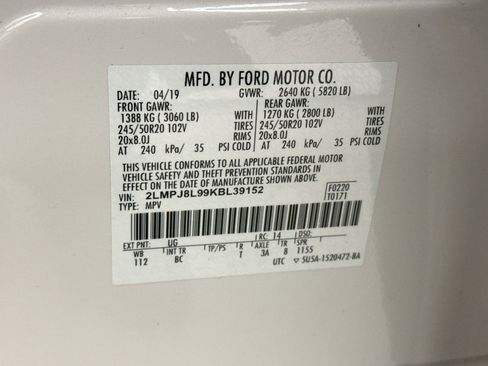 MFD. BY FORD MOTOR CO.
DATE: 04/19 GVWR: 2640 KG ( 5820 LB)
FRONT GAWR: REAR GAWR:
1388 KG ( 3060 LB) WITH 1270 KG ( 2800 LB) WITH
245/50R20 102V TIRES 245/50R20 102V TIRES
20x8.0J RIMS 20x8.0J RIMS
AT 240 kPa/ 35 PSI COLD AT 240 kPa/ 35 PSI COLD
THIS VEHICLE CONFORMS TO ALL APPLICABLE FEDERAL MOTOR
VEHICLE SAFETY AND THEFT PREVENTION STANDARDS IN
EFFECT ON THE DATE OF MANUFACTURE SHOWN ABOVE.
VIN: 2LMPJ8L99KBL39152 F0220
TYPE: MPV T0171
EXT PNT: UG RC: 14 DSO:
WB INT TR TP/PS R AXLE TR SPR
112 BC 1 3A 8 1155
UTC ▽ 5U5A-1520472-BA